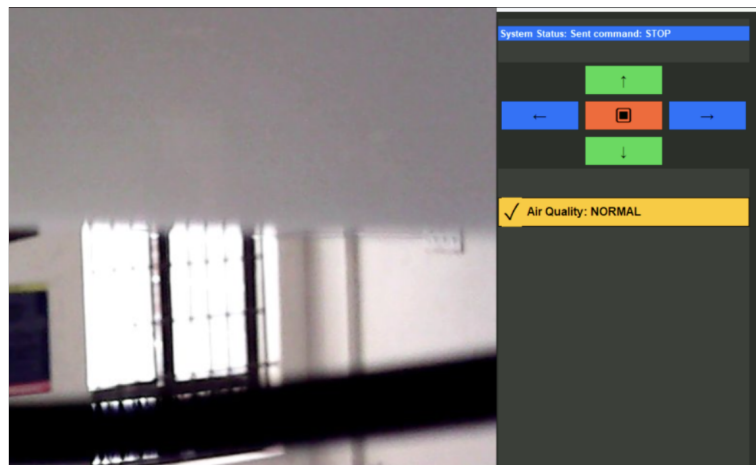 System Status: Sent command: STOP
↑
← →
↓
✓ Air Quality: NORMAL